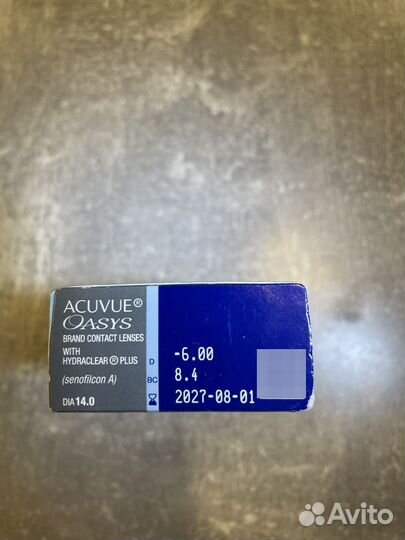 ACUVUE®
OASYS
BRAND CONTACT LENSES
WITH
HYDRACLEAR® PLUS
(senofilcon A)
DIA 14.0
D -6.00
BC 8.4
2027-08-01
Avito